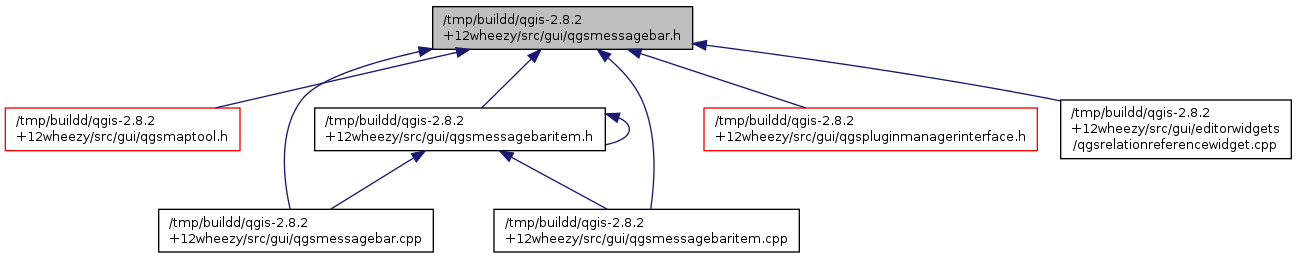 /tmp/buildd/qgis-2.8.2
+12wheezy/src/gui/qgsmessagebar.h
/tmp/buildd/qgis-2.8.2
+12wheezy/src/gui/qgsmaptool.h
/tmp/buildd/qgis-2.8.2
+12wheezy/src/gui/qgsmessagebaritem.h
/tmp/buildd/qgis-2.8.2
+12wheezy/src/gui/qgspluginmanagerinterface.h
/tmp/buildd/qgis-2.8.2
+12wheezy/src/gui/editorwidgets
/qgsrelationreferencewidget.cpp
/tmp/buildd/qgis-2.8.2
+12wheezy/src/gui/qgsmessagebar.cpp
/tmp/buildd/qgis-2.8.2
+12wheezy/src/gui/qgsmessagebaritem.cpp